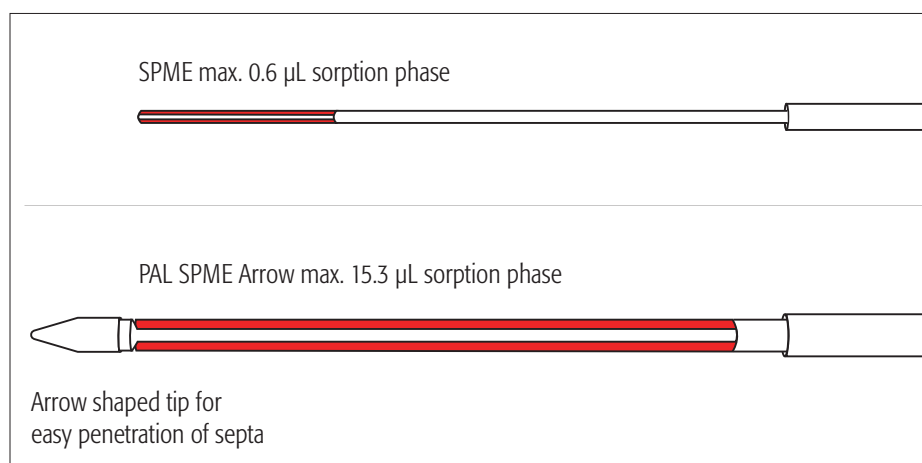 SPME max. 0.6 µL sorption phase
PAL SPME Arrow max. 15.3 µL sorption phase
Arrow shaped tip for
easy penetration of septa